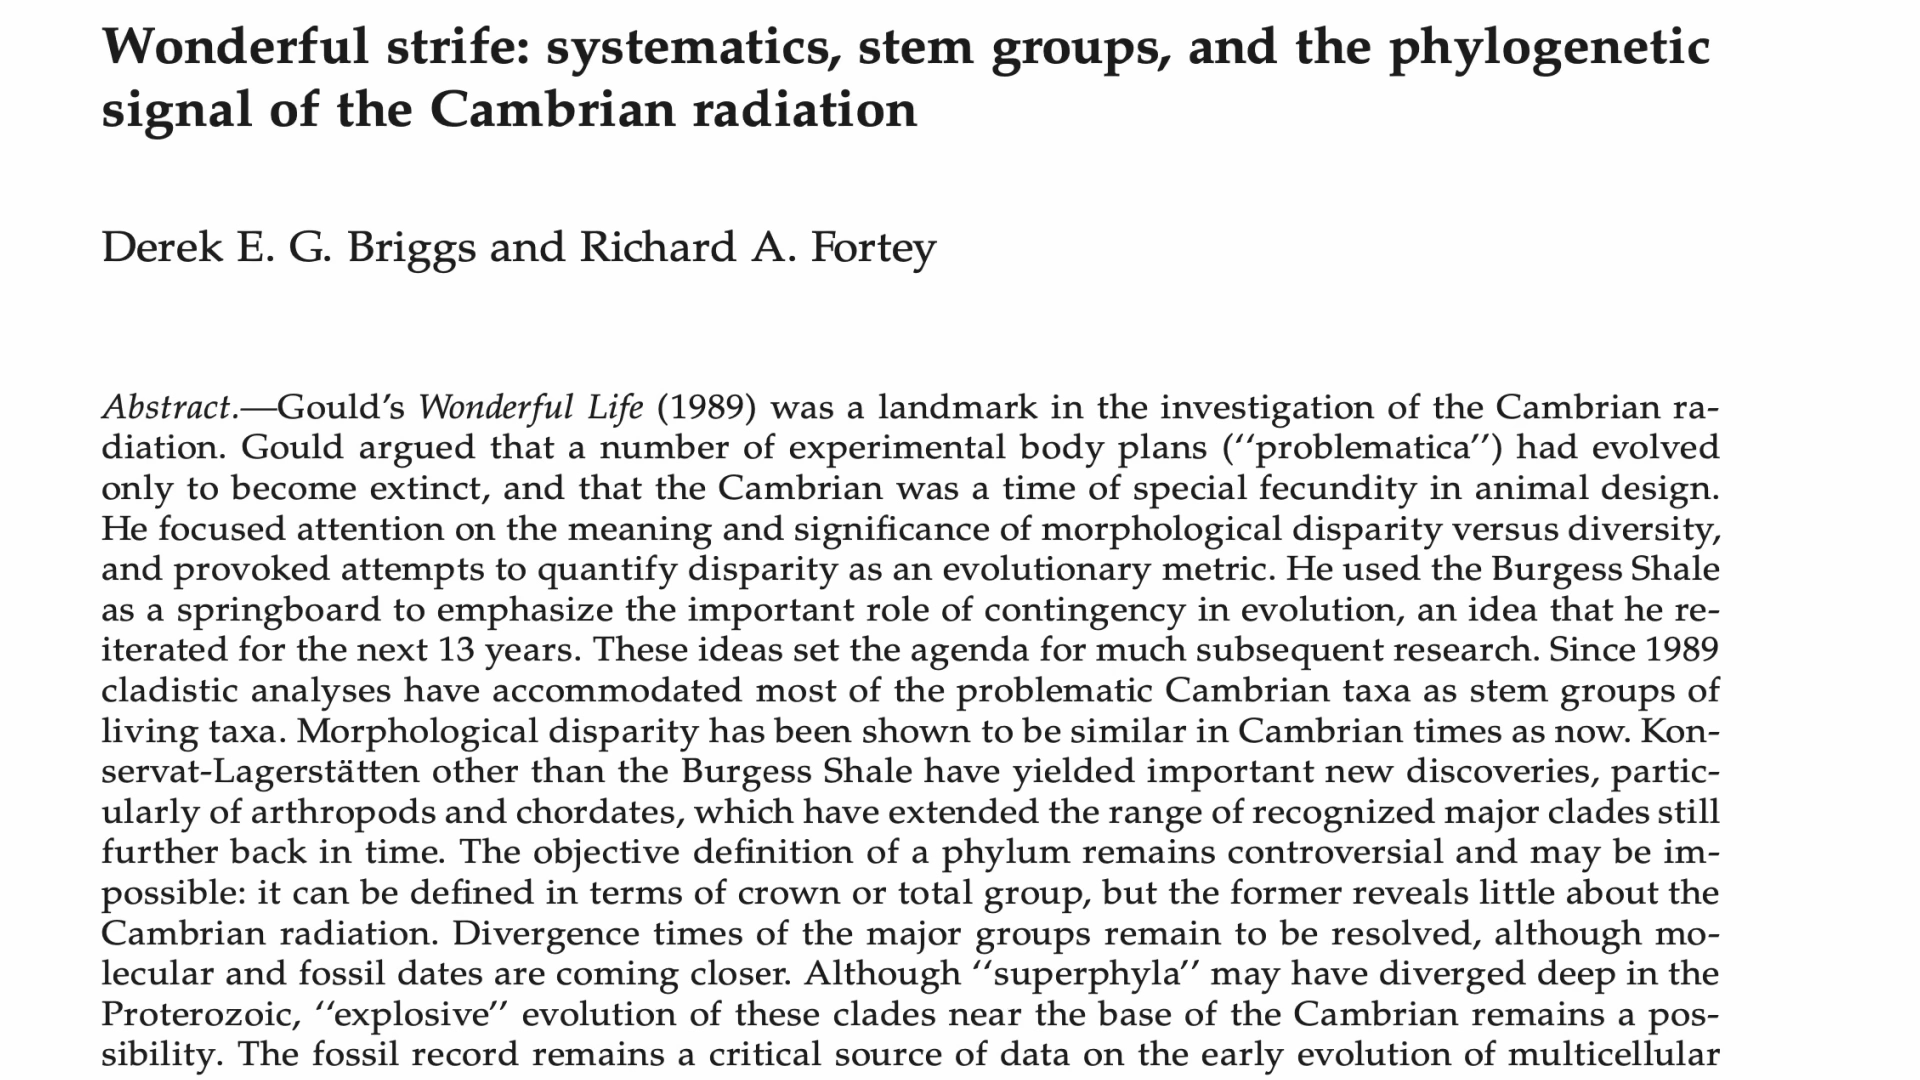 Wonderful strife: systematics, stem groups, and the phylogenetic
signal of the Cambrian radiation
Derek E. G. Briggs and Richard A. Fortey
Abstract.—Gould’s Wonderful Life (1989) was a landmark in the investigation of the Cambrian ra-
diation. Gould argued that a number of experimental body plans (‘‘problematica’’) had evolved
only to become extinct, and that the Cambrian was a time of special fecundity in animal design.
He focused attention on the meaning and significance of morphological disparity versus diversity,
and provoked attempts to quantify disparity as an evolutionary metric. He used the Burgess Shale
as a springboard to emphasize the important role of contingency in evolution, an idea that he re-
iterated for the next 13 years. These ideas set the agenda for much subsequent research. Since 1989
cladistic analyses have accommodated most of the problematic Cambrian taxa as stem groups of
living taxa. Morphological disparity has been shown to be similar in Cambrian times as now. Kon-
servat-Lagerstätten other than the Burgess Shale have yielded important new discoveries, partic-
ularly of arthropods and chordates, which have extended the range of recognized major clades still
further back in time. The objective definition of a phylum remains controversial and may be im-
possible: it can be defined in terms of crown or total group, but the former reveals little about the
Cambrian radiation. Divergence times of the major groups remain to be resolved, although mo-
lecular and fossil dates are coming closer. Although ‘‘superphyla’’ may have diverged deep in the
Proterozoic, ‘‘explosive’’ evolution of these clades near the base of the Cambrian remains a pos-
sibility. The fossil record remains a critical source of data on the early evolution of multicellular